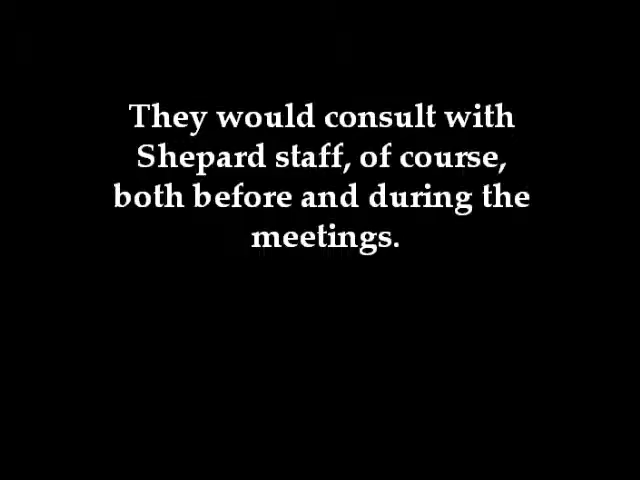 They would consult with
Shepard staff, of course,
both before and during the
meetings.